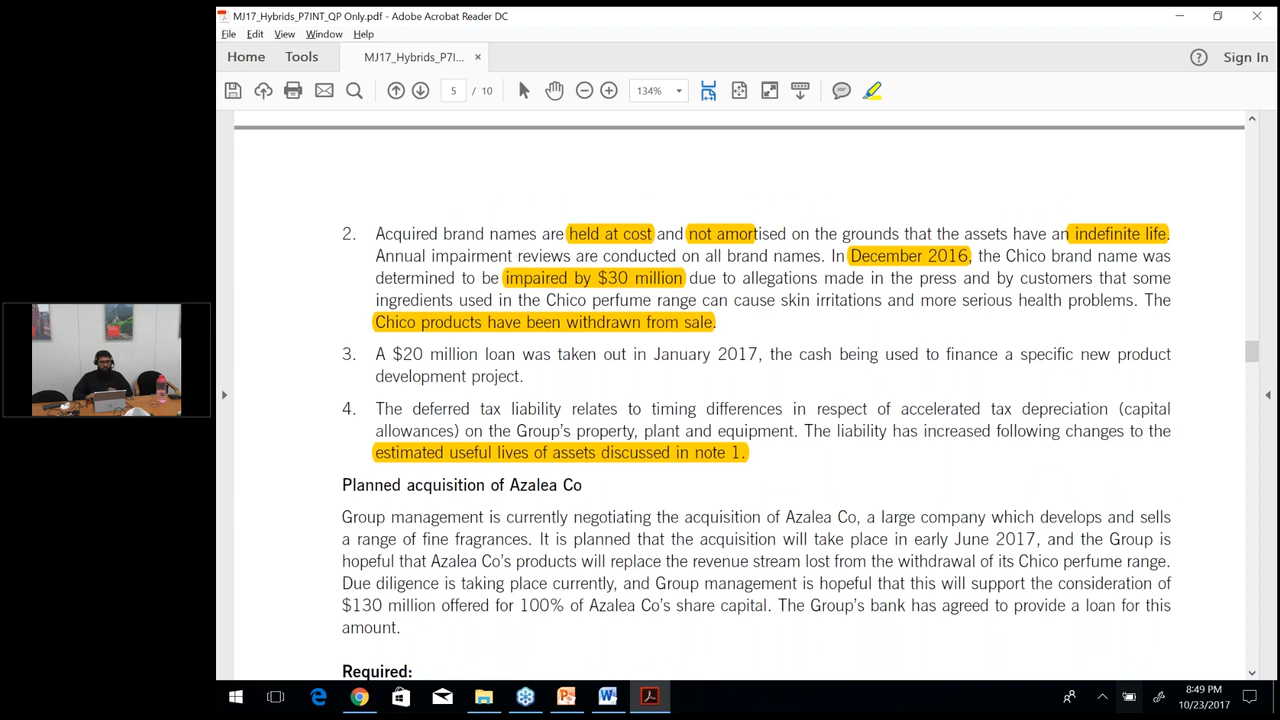 MJ17_Hybrids_P7INT_QP Only.pdf - Adobe Acrobat Reader DC
File Edit View Window Help
Home Tools MJ17_Hybrids_P7I... × Sign In
5 / 10 134%
2. Acquired brand names are held at cost and not amortised on the grounds that the assets have an indefinite life.
Annual impairment reviews are conducted on all brand names. In December 2016, the Chico brand name was
determined to be impaired by $30 million due to allegations made in the press and by customers that some
ingredients used in the Chico perfume range can cause skin irritations and more serious health problems. The
Chico products have been withdrawn from sale.
3. A $20 million loan was taken out in January 2017, the cash being used to finance a specific new product
development project.
4. The deferred tax liability relates to timing differences in respect of accelerated tax depreciation (capital
allowances) on the Group's property, plant and equipment. The liability has increased following changes to the
estimated useful lives of assets discussed in note 1.
Planned acquisition of Azalea Co
Group management is currently negotiating the acquisition of Azalea Co, a large company which develops and sells
a range of fine fragrances. It is planned that the acquisition will take place in early June 2017, and the Group is
hopeful that Azalea Co's products will replace the revenue stream lost from the withdrawal of its Chico perfume range.
Due diligence is taking place currently, and Group management is hopeful that this will support the consideration of
$130 million offered for 100% of Azalea Co's share capital. The Group's bank has agreed to provide a loan for this
amount.
Required:
8:49 PM
10/23/2017